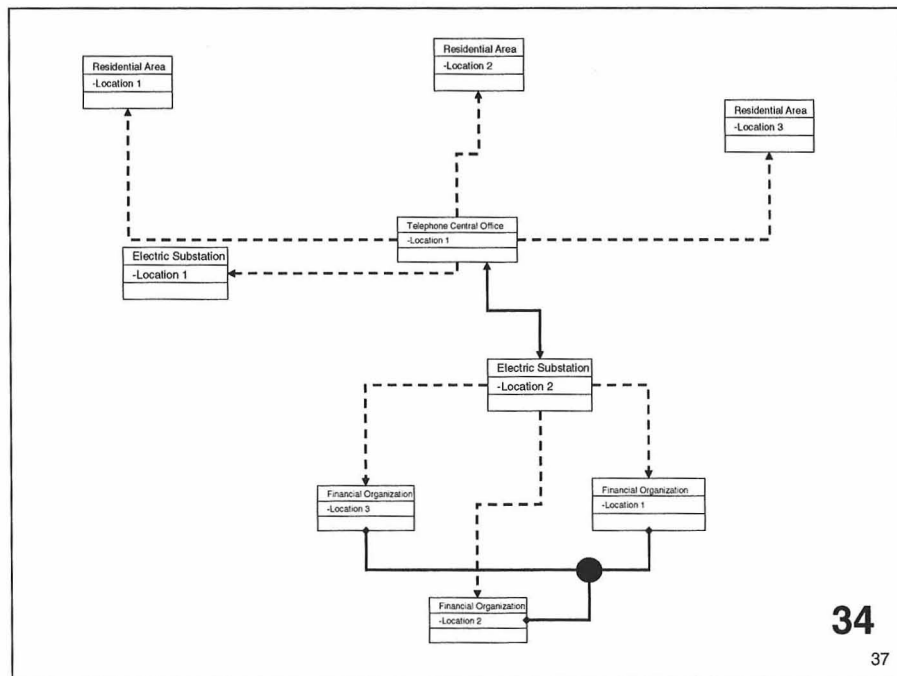 Residential Area
-Location 2
Residential Area
-Location 1
Residential Area
-Location 3
Telephone Central Office
-Location 1
Electric Substation
-Location 1
Electric Substation
-Location 2
Financial Organization
-Location 3
Financial Organization
-Location 1
Financial Organization
-Location 2
34
37